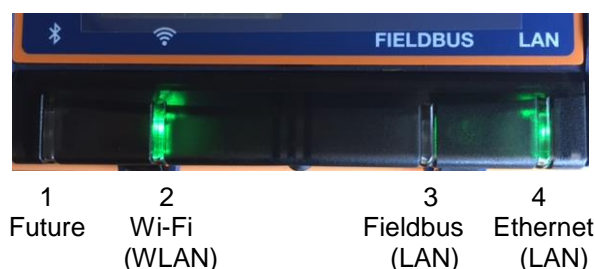 FIELDBUS LAN
1 2 3 4
Future Wi-Fi Fieldbus Ethernet
(WLAN) (LAN) (LAN)